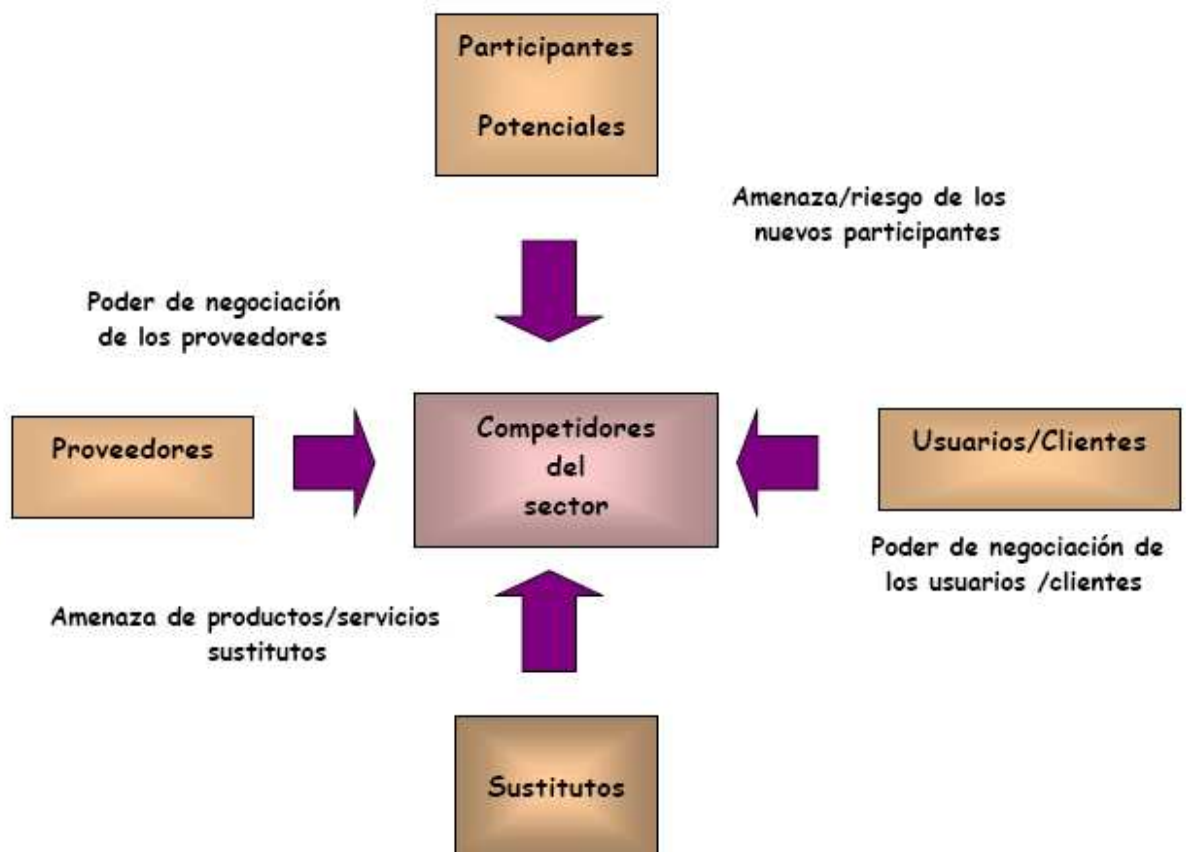 Participantes
Potenciales
Amenaza/riesgo de los
nuevos participantes
Poder de negociación
de los proveedores
Proveedores
Competidores
del
sector
Usuarios/Clientes
Poder de negociación de
los usuarios /clientes
Amenaza de productos/servicios
sustitutos
Sustitutos